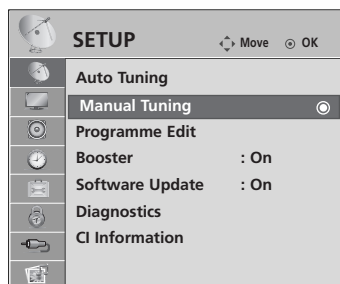 SETUP Move OK
Auto Tuning
Manual Tuning
Programme Edit
Booster : On
Software Update : On
Diagnostics
CI Information